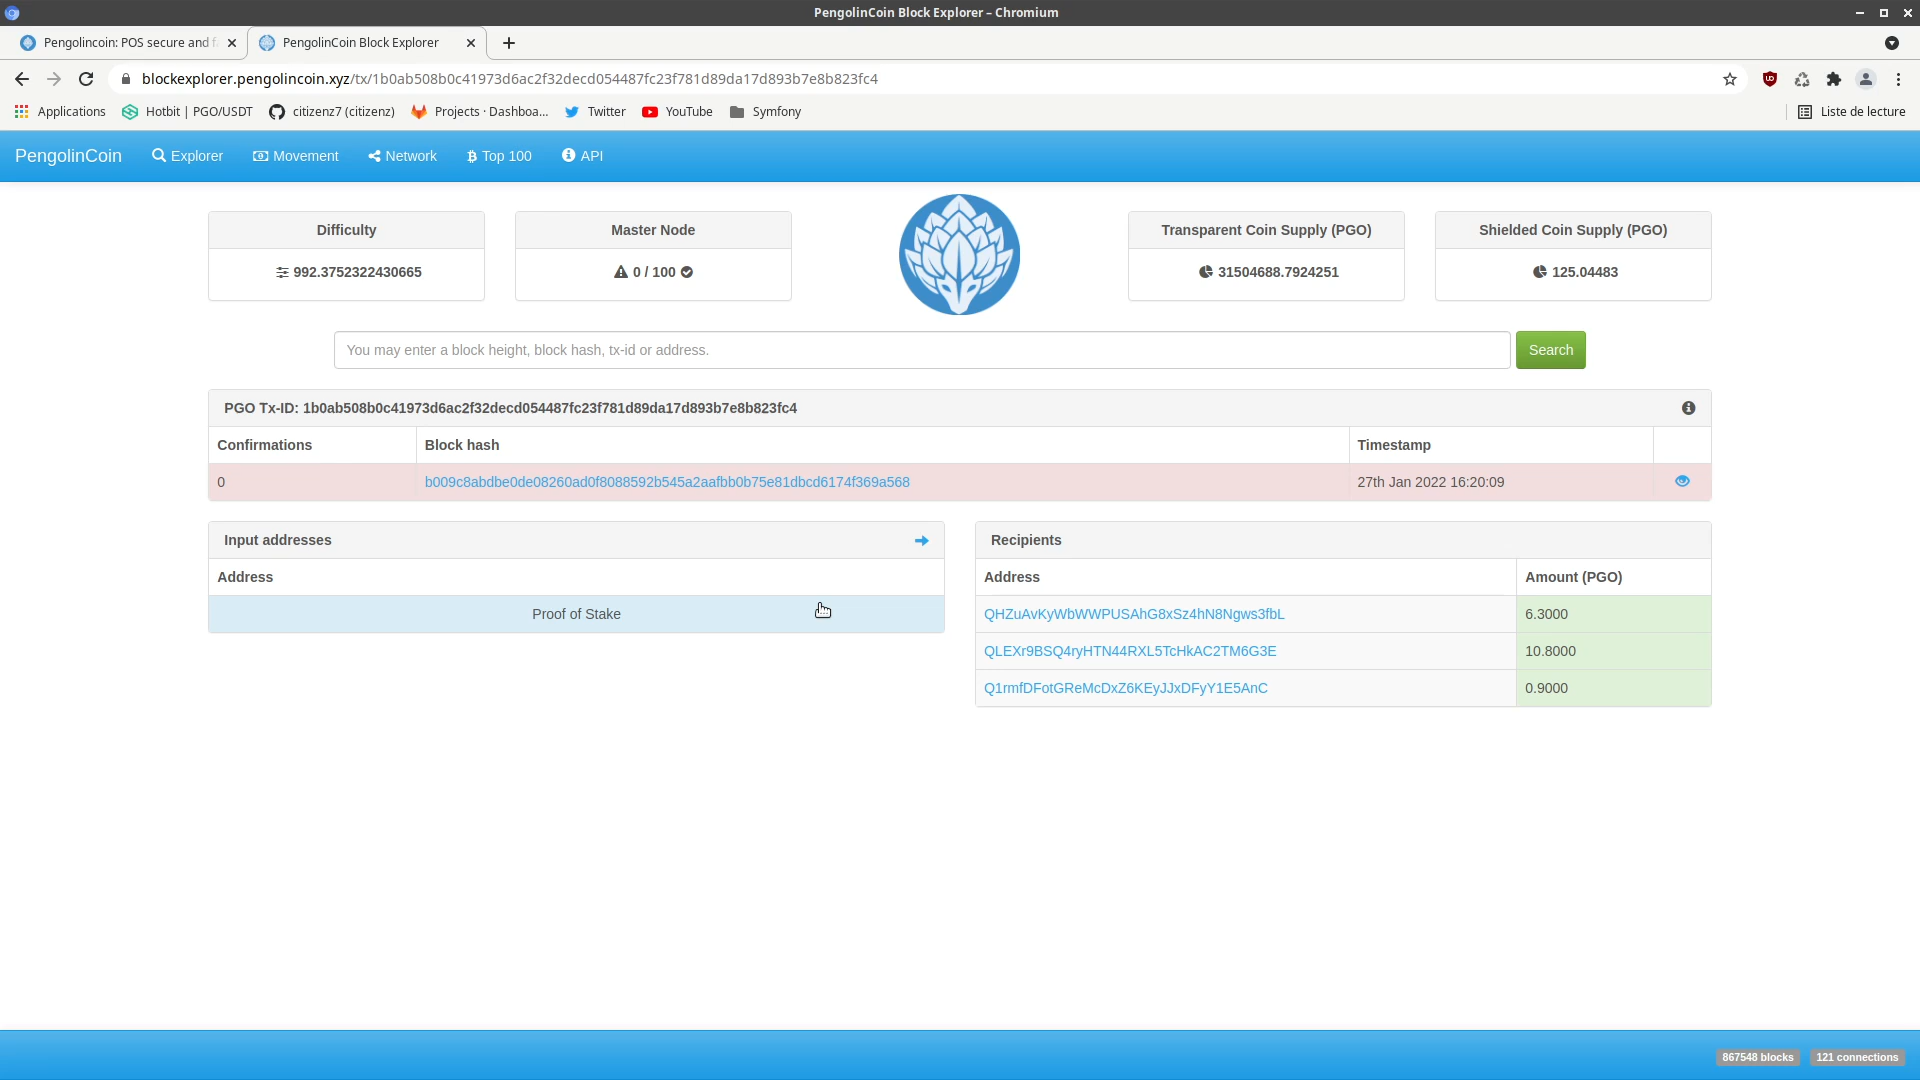 PengolinCoin Block Explorer – Chromium
Pengolincoin: POS secure and f
PengolinCoin Block Explorer
blockexplorer.pengolincoin.xyz/tx/1b0ab508b0c41973d6ac2f32decd054487fc23f781d89da17d893b7e8b823fc4
Applications Hotbit | PGO/USDT citizenz7 (citizenz) Projects · Dashboa... Twitter YouTube Symfony Liste de lecture
PengolinCoin Explorer Movement Network Top 100 API
Difficulty
992.3752322430665
Master Node
0 / 100
Transparent Coin Supply (PGO)
31504688.7924251
Shielded Coin Supply (PGO)
125.04483
You may enter a block height, block hash, tx-id or address.
Search
PGO Tx-ID: 1b0ab508b0c41973d6ac2f32decd054487fc23f781d89da17d893b7e8b823fc4
Confirmations Block hash Timestamp
0 b009c8abdbe0de08260ad0f8088592b545a2aafbb0b75e81dbcd6174f369a568 27th Jan 2022 16:20:09
Input addresses
Address
Proof of Stake
Recipients
Address Amount (PGO)
QHZuAvKyWbWWPUSAhG8xSz4hN8Ngws3fbL 6.3000
QLEXr9BSQ4ryHTN44RXL5TcHkAC2TM6G3E 10.8000
Q1rmfDFotGReMcDxZ6KEyJJxDFyY1E5AnC 0.9000
867548 blocks 121 connections